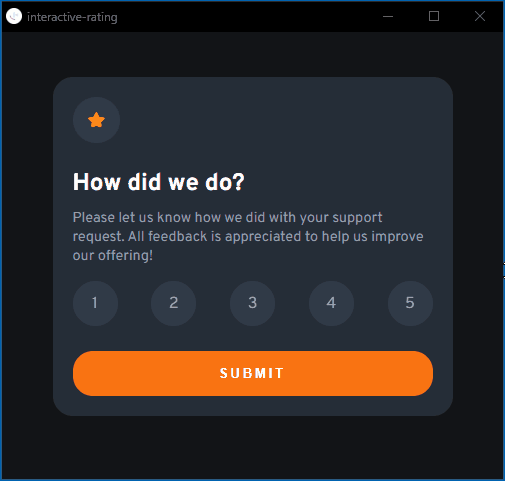 interactive-rating
How did we do?
Please let us know how we did with your support
request. All feedback is appreciated to help us improve
our offering!
1 2 3 4 5
SUBMIT